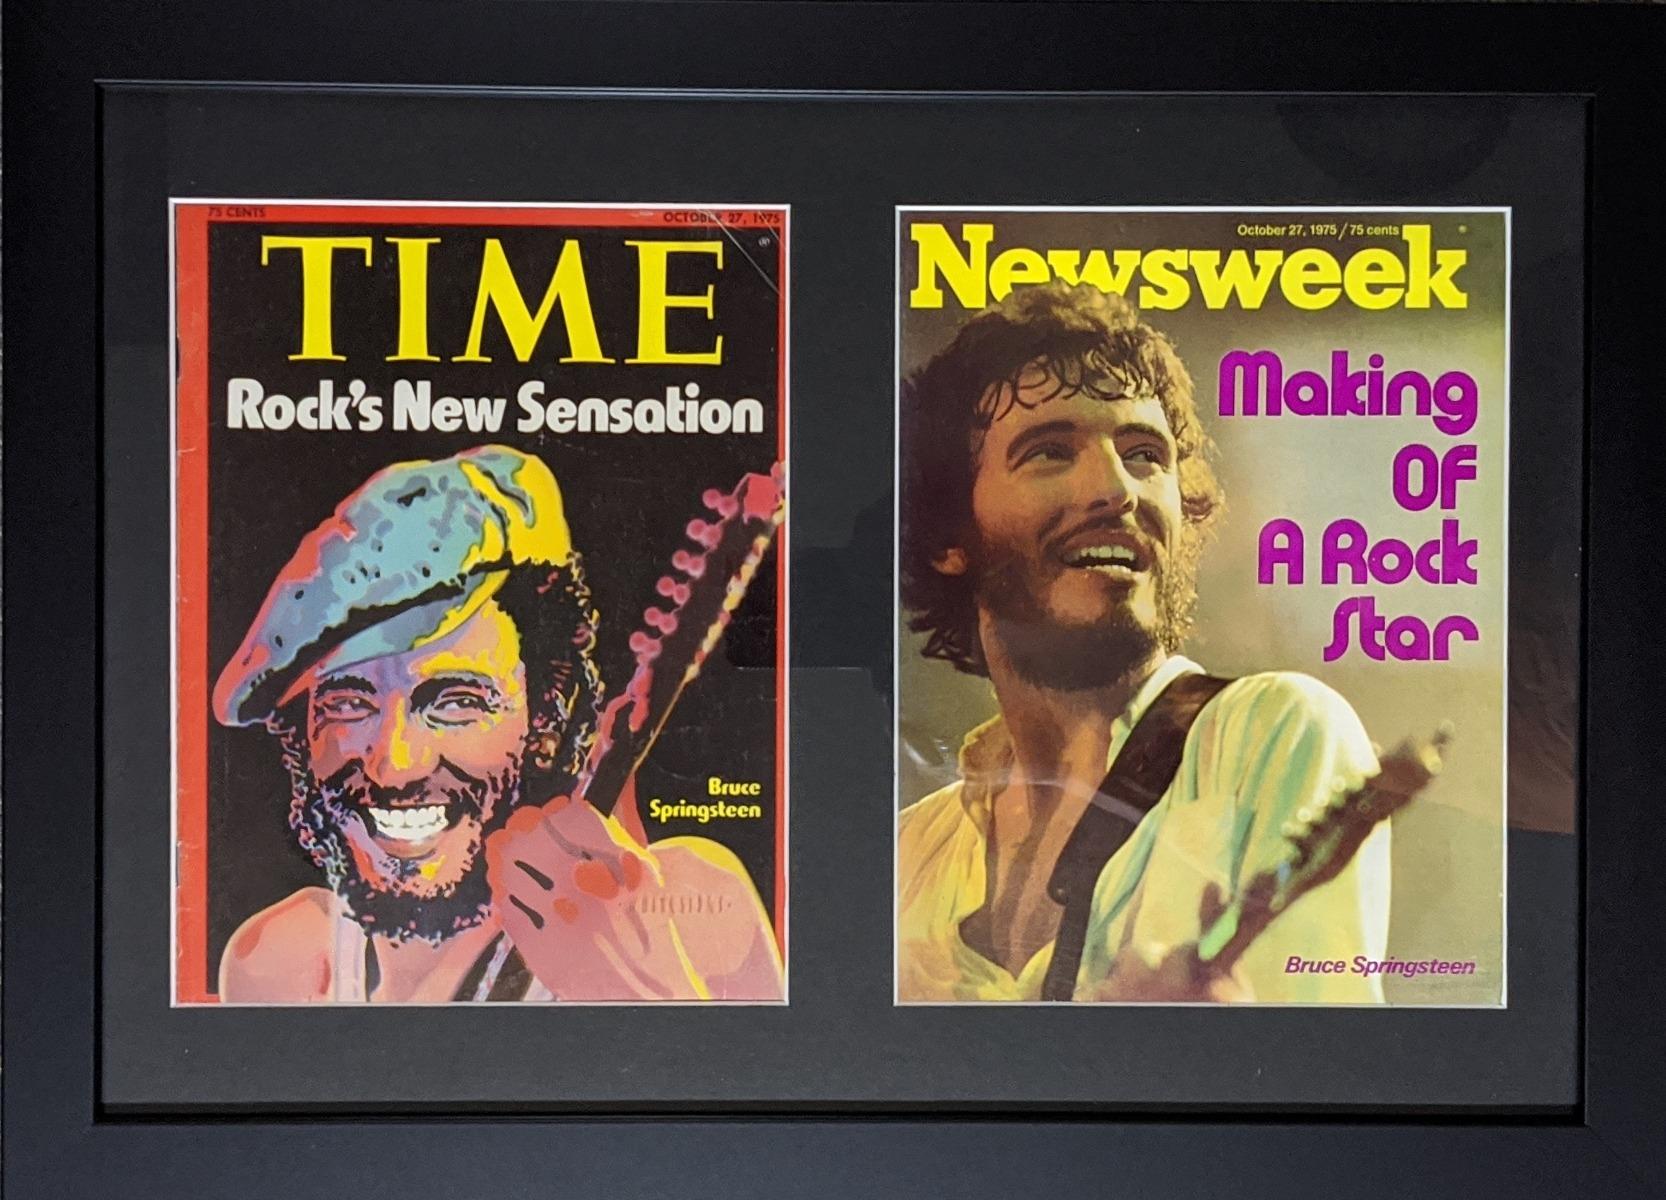 75 CENTS
OCTOBER 27, 1975
TIME
Rock's New Sensation
Bruce
Springsteen
October 27, 1975 / 75 cents
Newsweek
Making
Of
A Rock
Star
Bruce Springsteen